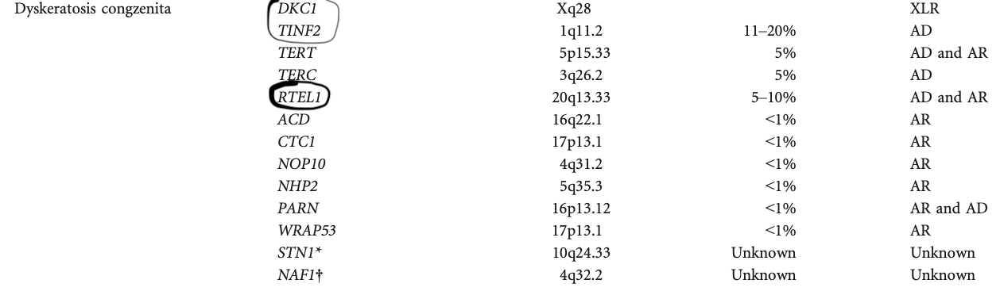 Dyskeratosis congzenita DKC1 Xq28 XLR
TINF2 1q11.2 11–20% AD
TERT 5p15.33 5% AD and AR
TERC 3q26.2 5% AD
RTEL1 20q13.33 5–10% AD and AR
ACD 16q22.1 <1% AR
CTC1 17p13.1 <1% AR
NOP10 4q31.2 <1% AR
NHP2 5q35.3 <1% AR
PARN 16p13.12 <1% AR and AD
WRAP53 17p13.1 <1% AR
STN1* 10q24.33 Unknown Unknown
NAF1† 4q32.2 Unknown Unknown